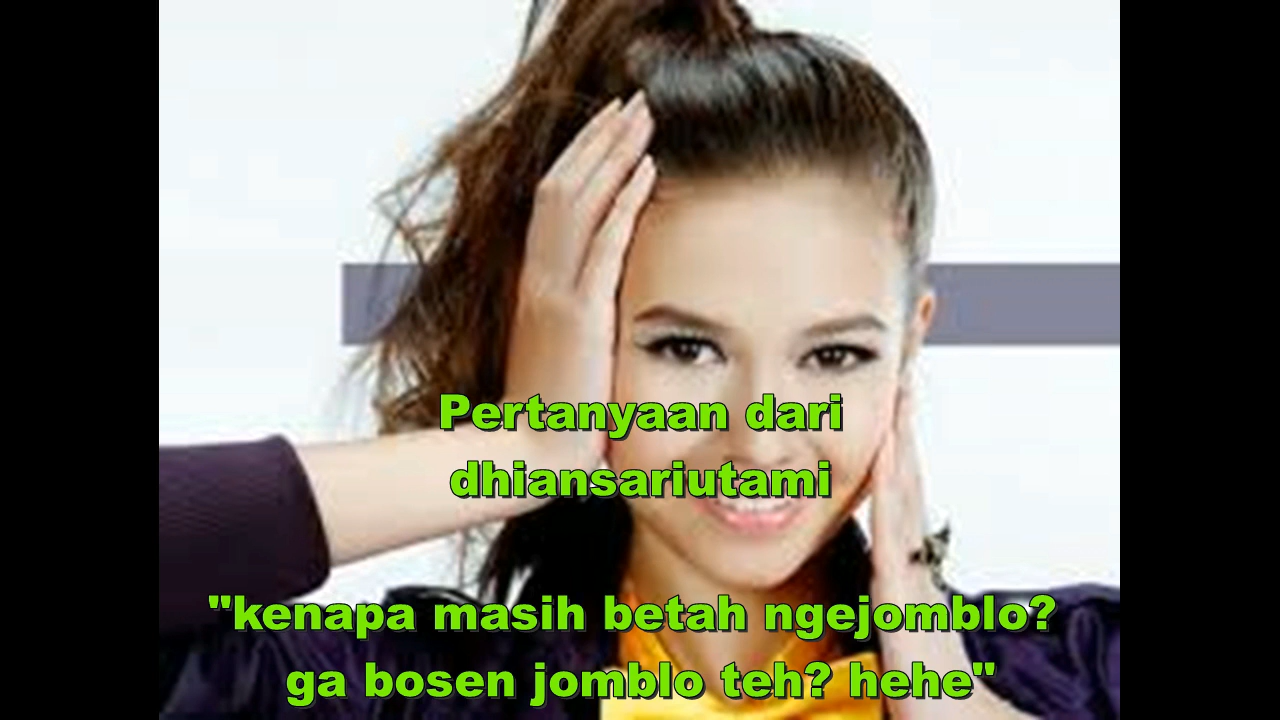 Pertanyaan dari
dhiansariutami
"kenapa masih betah ngejomblo?
ga bosen jomblo teh? hehe"